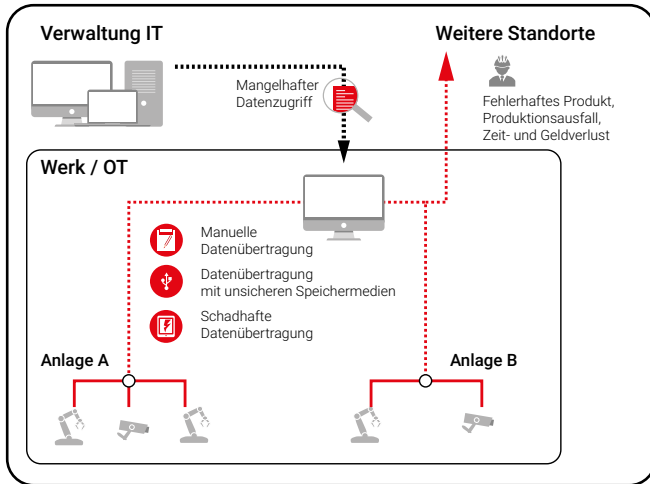 Verwaltung IT
Weitere Standorte
Mangelhafter
Datenzugriff
Fehlerhaftes Produkt,
Produktionsausfall,
Zeit- und Geldverlust
Werk / OT
Manuelle
Datenübertragung
Datenübertragung
mit unsicheren Speichermedien
Schadhafte
Datenübertragung
Anlage A
Anlage B